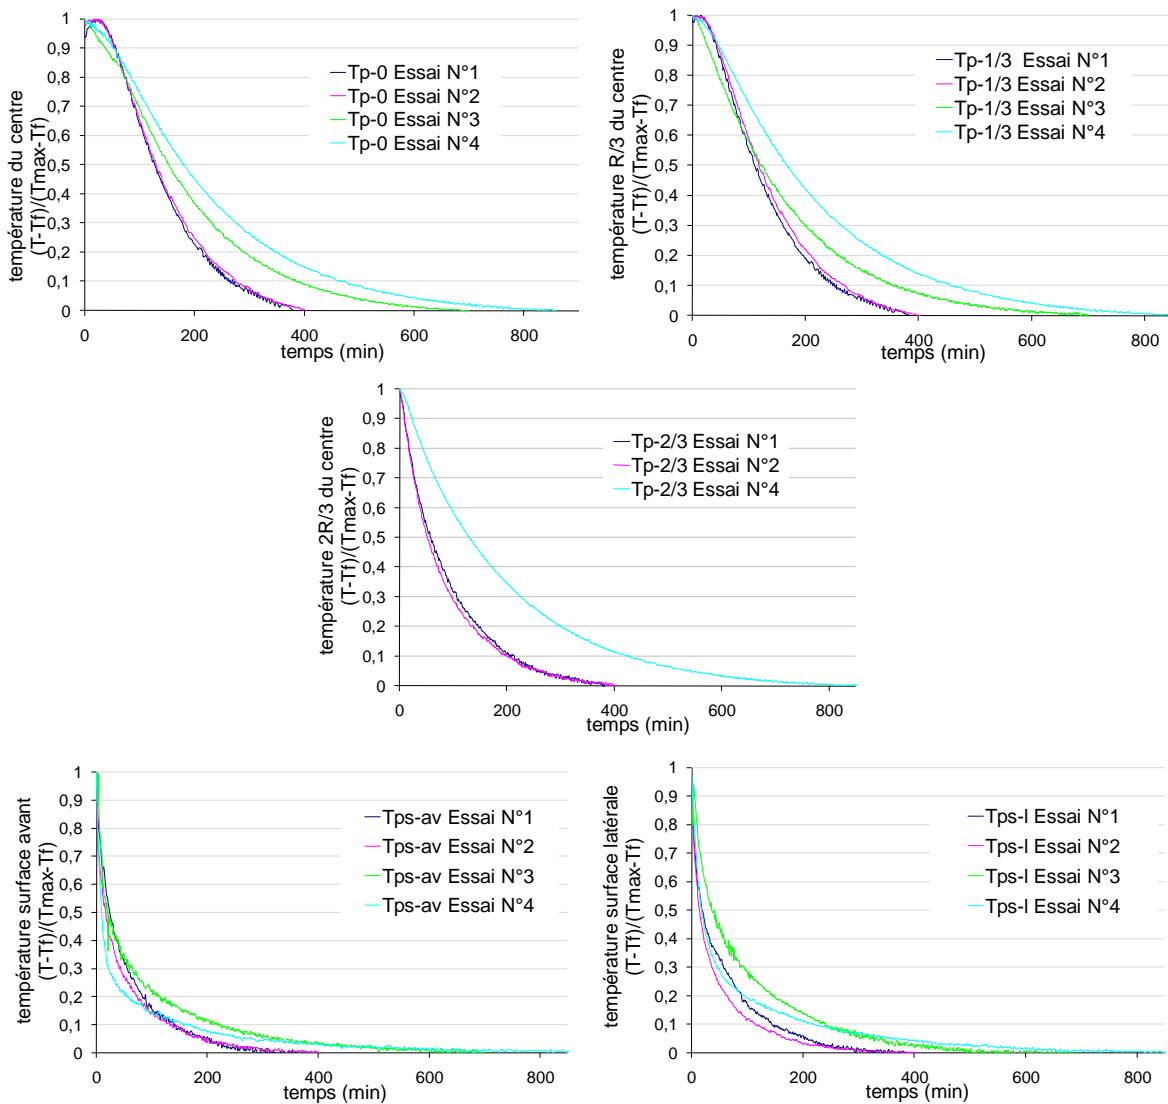 température du centre
(T-Tf)/(Tmax-Tf)
1
0,9
0,8
0,7
0,6
0,5
0,4
0,3
0,2
0,1
0
0
200
400
600
800
temps (min)
Tp-0 Essai N°1
Tp-0 Essai N°2
Tp-0 Essai N°3
Tp-0 Essai N°4
température R/3 du centre
(T-Tf)/(Tmax-Tf)
1
0,9
0,8
0,7
0,6
0,5
0,4
0,3
0,2
0,1
0
0
200
400
600
800
temps (min)
Tp-1/3 Essai N°1
Tp-1/3 Essai N°2
Tp-1/3 Essai N°3
Tp-1/3 Essai N°4
température 2R/3 du centre
(T-Tf)/(Tmax-Tf)
1
0,9
0,8
0,7
0,6
0,5
0,4
0,3
0,2
0,1
0
0
200
400
600
800
temps (min)
Tp-2/3 Essai N°1
Tp-2/3 Essai N°2
Tp-2/3 Essai N°4
température surface avant
(T-Tf)/(Tmax-Tf)
1
0,9
0,8
0,7
0,6
0,5
0,4
0,3
0,2
0,1
0
0
200
400
600
800
temps (min)
Tps-av Essai N°1
Tps-av Essai N°2
Tps-av Essai N°3
Tps-av Essai N°4
température surface latérale
(T-Tf)/(Tmax-Tf)
1
0,9
0,8
0,7
0,6
0,5
0,4
0,3
0,2
0,1
0
0
200
400
600
800
temps (min)
Tps-l Essai N°1
Tps-l Essai N°2
Tps-l Essai N°3
Tps-l Essai N°4